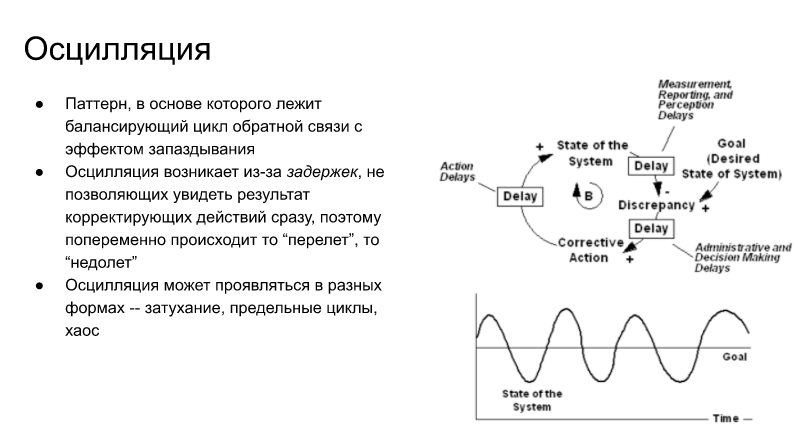 Осцилляция
● Паттерн, в основе которого лежит
балансирующий цикл обратной связи с
эффектом запаздывания
● Осцилляция возникает из-за задержек, не
позволяющих увидеть результат
корректирующих действий сразу, поэтому
попеременно происходит то “перелет”, то
“недолет”
● Осцилляция может проявляться в разных
формах -- затухание, предельные циклы,
хаос
Measurement,
Reporting, and
Perception
Delays
+
State of the
System
Goal
(Desired
State of System)
Action
Delays
Delay
Delay
B
-
Discrepancy
+
Delay
Corrective
Action
+
Administrative and
Decision Making
Delays
Goal
State of the
System
Time